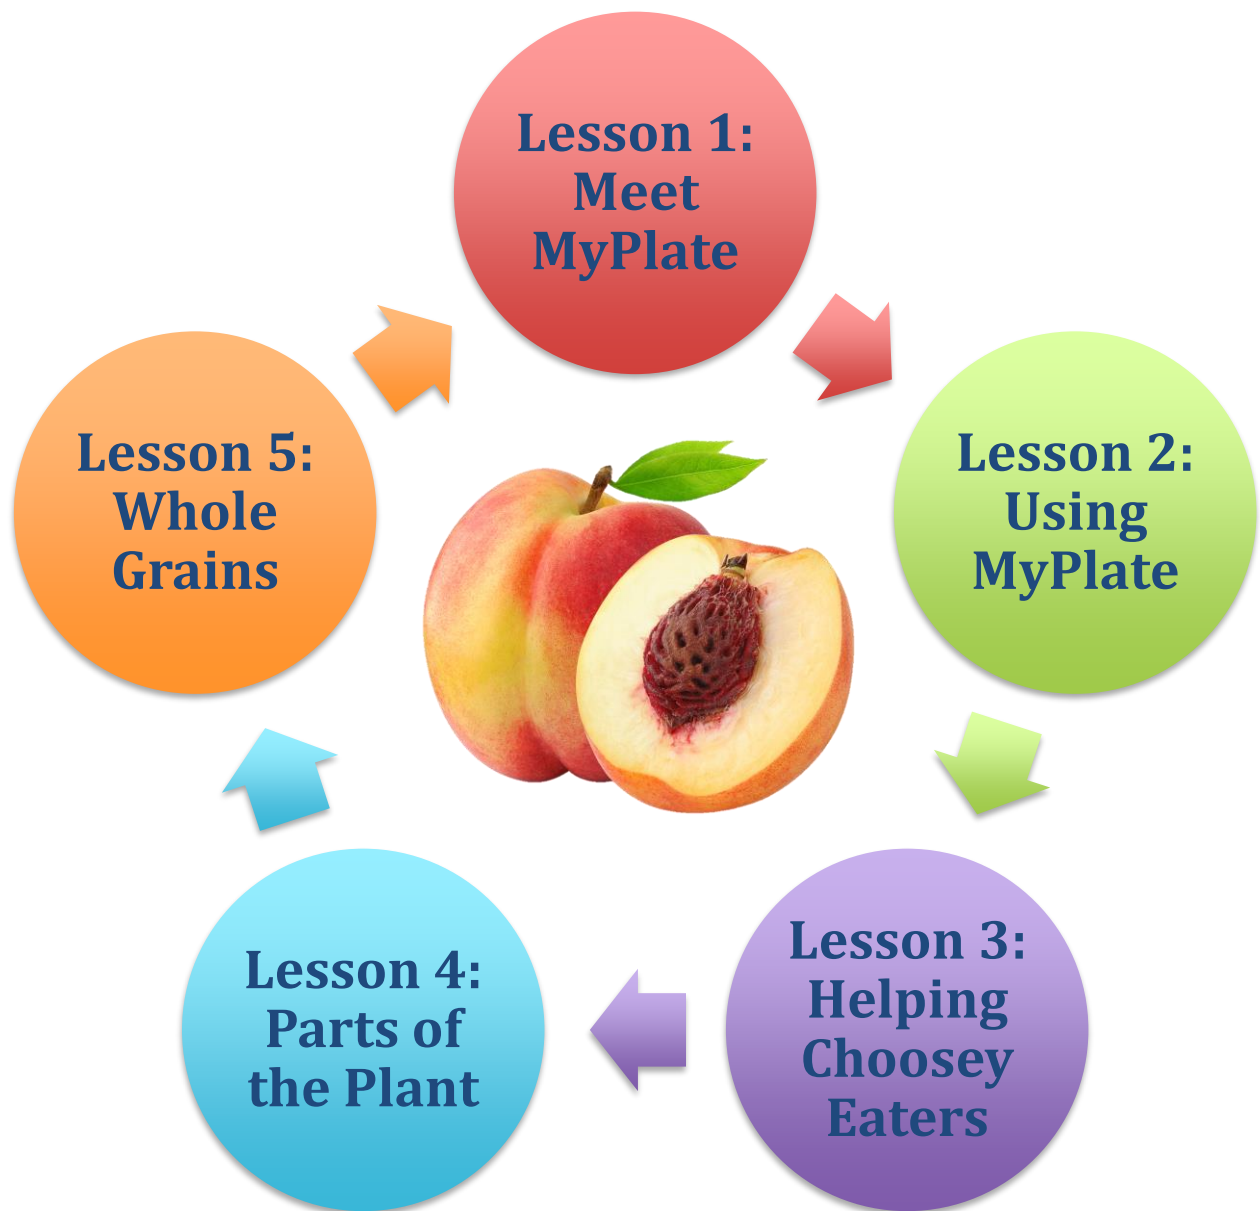 Lesson 1:
Meet
MyPlate
Lesson 2:
Using
MyPlate
Lesson 3:
Helping
Choosey
Eaters
Lesson 4:
Parts of
the Plant
Lesson 5:
Whole
Grains